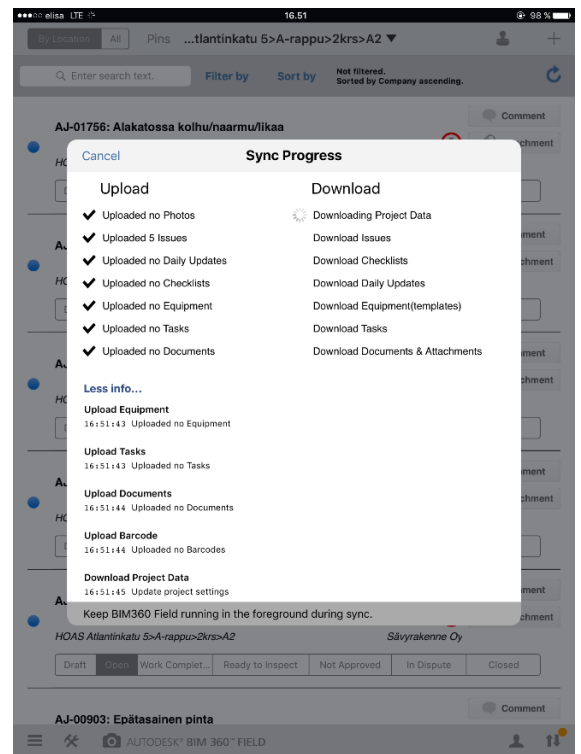 elisa LTE 16.51 98 %
By Location All Pins ...tlantinkatu 5>A-rappu>2krs>A2 ▼
Enter search text. Filter by Sort by Not filtered.
Sorted by Company ascending.
Comment
AJ-01756: Alakatossa kolhu/naarmu/likaa
Cancel Sync Progress
Upload Download
Uploaded no Photos Downloading Project Data
Uploaded 5 Issues Download Issues
Uploaded no Daily Updates Download Checklists
Uploaded no Checklists Download Daily Updates
Uploaded no Equipment Download Equipment(templates)
Uploaded no Tasks Download Tasks
Uploaded no Documents Download Documents & Attachments
Less info...
Upload Equipment
16:51:43 Uploaded no Equipment
Upload Tasks
16:51:43 Uploaded no Tasks
Upload Documents
16:51:44 Uploaded no Documents
Upload Barcode
16:51:44 Uploaded no Barcodes
Download Project Data
16:51:45 Update project settings
Keep BIM360 Field running in the foreground during sync.
HOAS Atlantinkatu 5>A-rappu>2krs>A2 Sävyrakenne Oy
Draft Open Work Complet... Ready to Inspect Not Approved In Dispute Closed
Comment
AJ-00903: Epätasainen pinta
AUTODESK® BIM 360™ FIELD